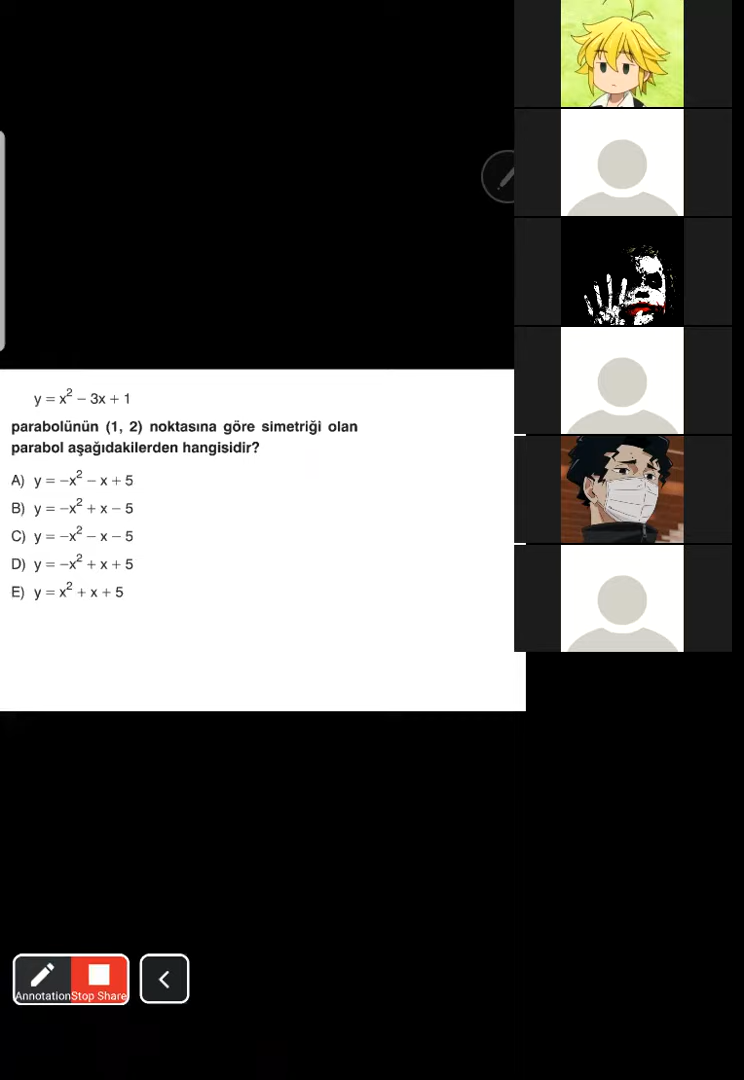 y = x² − 3x + 1
parabolünün (1, 2) noktasına göre simetriği olan
parabol aşağıdakilerden hangisidir?
A) y = −x² − x + 5
B) y = −x² + x − 5
C) y = −x² − x − 5
D) y = −x² + x + 5
E) y = x² + x + 5
Annotation Stop Share